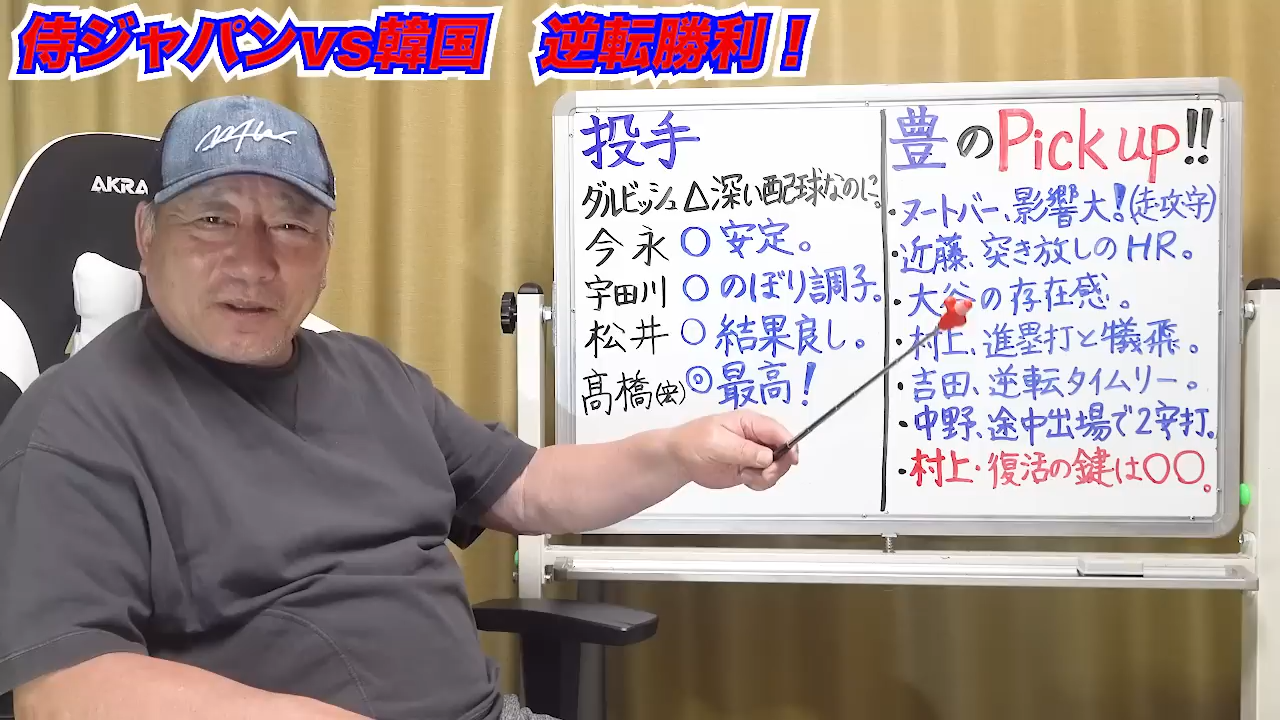 侍ジャパンvs韓国　逆転勝利！
AKRA
投手
ダルビッシュ △ 深い配球なのに。
今永 ○ 安定。
宇田川 ○ のぼり調子。
松井 ○ 結果良し。
髙橋(宏) ◎ 最高！
豊のPick up!!
・ヌートバー、影響大！(走・攻・守)
・近藤、突き放しのHR。
・大谷の存在感。
・村上、進塁打と犠飛。
・吉田、逆転タイムリー。
・中野、途中出場で2安打。
・村上・復活の鍵は○○。